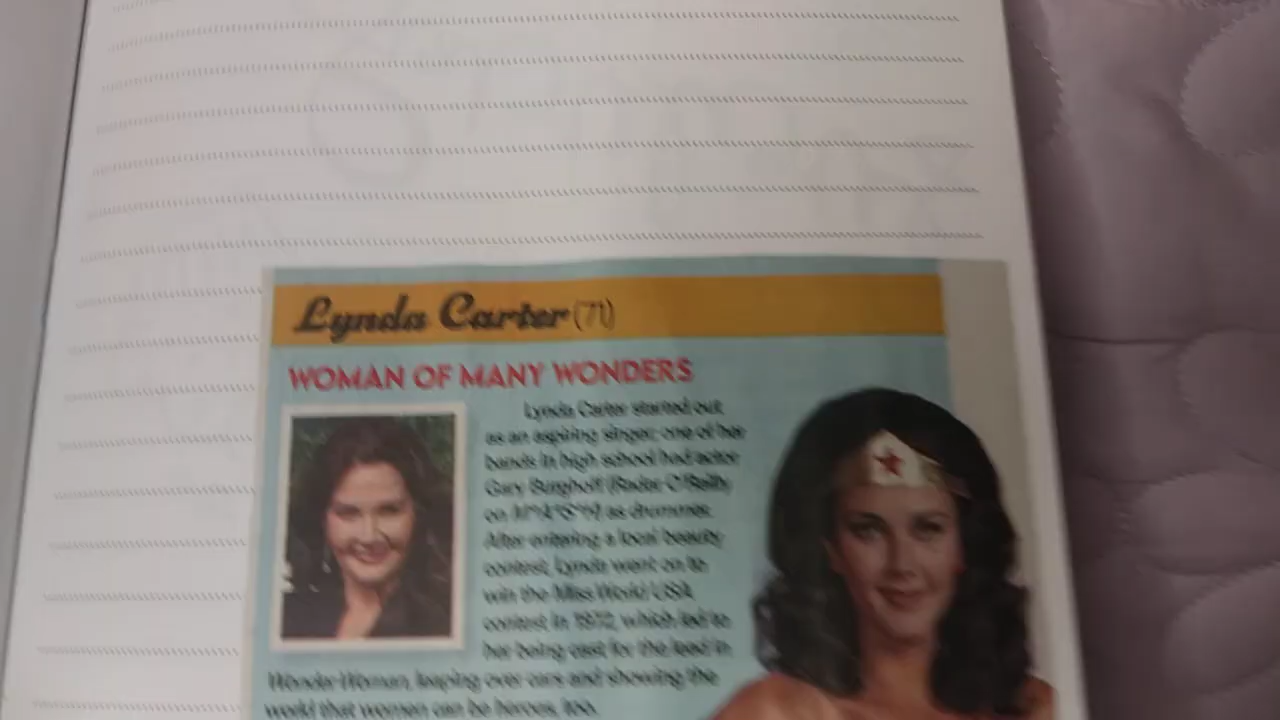 Lynda Carter (71)
WOMAN OF MANY WONDERS
Lynda Carter started out
as an aspiring singer; one of her
bands in high school had actor
Gary Burghoff (Radar O'Reilly
on M*A*S*H) as drummer.
After entering a local beauty
contest, Lynda went on to
win the Miss World USA
contest in 1972, which led to
her being cast for the lead in
Wonder Woman, leaping over cars and showing the
world that women can be heroes, too.